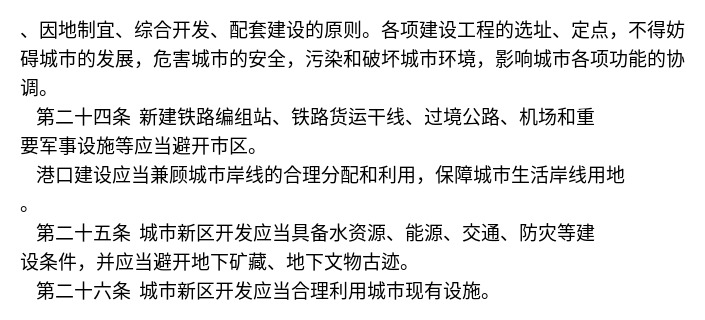 、因地制宜、综合开发、配套建设的原则。各项建设工程的选址、定点，不得妨
碍城市的发展，危害城市的安全，污染和破坏城市环境，影响城市各项功能的协
调。
第二十四条 新建铁路编组站、铁路货运干线、过境公路、机场和重
要军事设施等应当避开市区。
港口建设应当兼顾城市岸线的合理分配和利用，保障城市生活岸线用地
。
第二十五条 城市新区开发应当具备水资源、能源、交通、防灾等建
设条件，并应当避开地下矿藏、地下文物古迹。
第二十六条 城市新区开发应当合理利用城市现有设施。